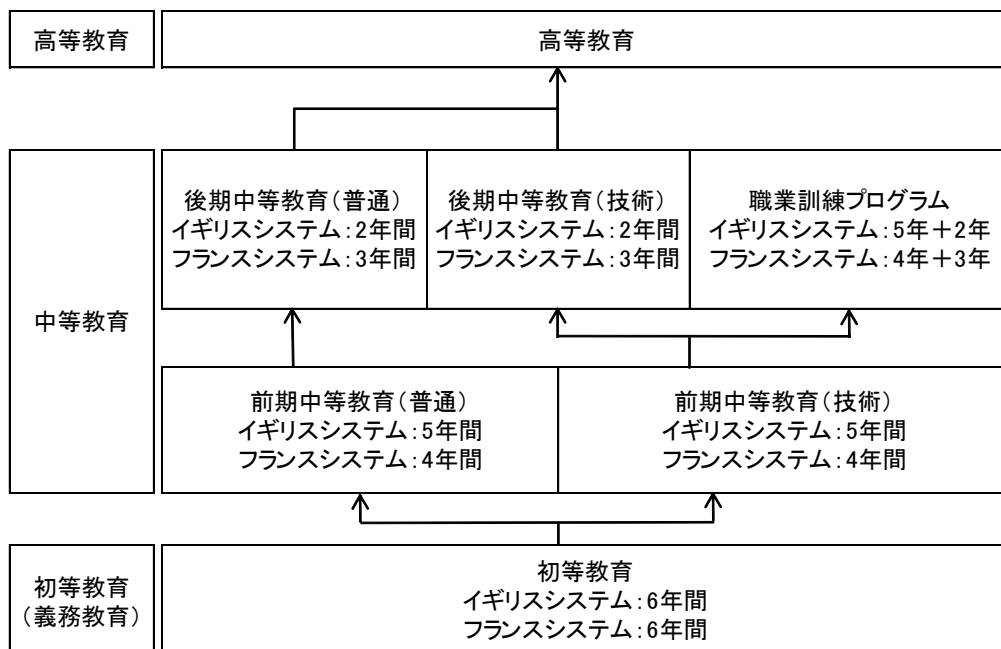 高等教育
高等教育
中等教育
後期中等教育(普通)
イギリスシステム:2年間
フランスシステム:3年間
後期中等教育(技術)
イギリスシステム:2年間
フランスシステム:3年間
職業訓練プログラム
イギリスシステム:5年+2年
フランスシステム:4年+3年
前期中等教育(普通)
イギリスシステム:5年間
フランスシステム:4年間
前期中等教育(技術)
イギリスシステム:5年間
フランスシステム:4年間
初等教育
(義務教育)
初等教育
イギリスシステム:6年間
フランスシステム:6年間